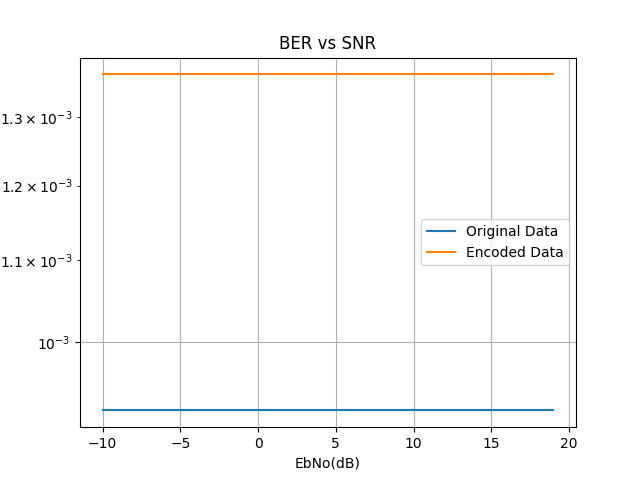 BER vs SNR
1.3 × 10⁻³
1.2 × 10⁻³
1.1 × 10⁻³
10⁻³
Original Data
Encoded Data
−10 −5 0 5 10 15 20
EbNo(dB)